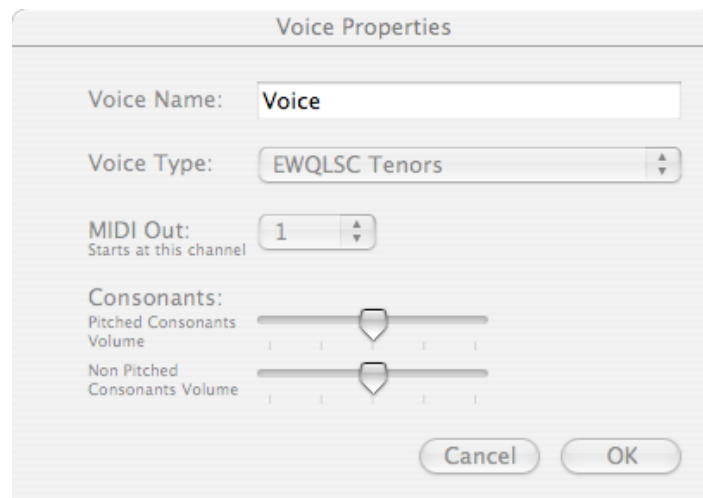 Voice Properties
Voice Name: Voice
Voice Type: EWQLSC Tenors
MIDI Out: 1
Starts at this channel
Consonants:
Pitched Consonants
Volume
Non Pitched
Consonants Volume
Cancel OK